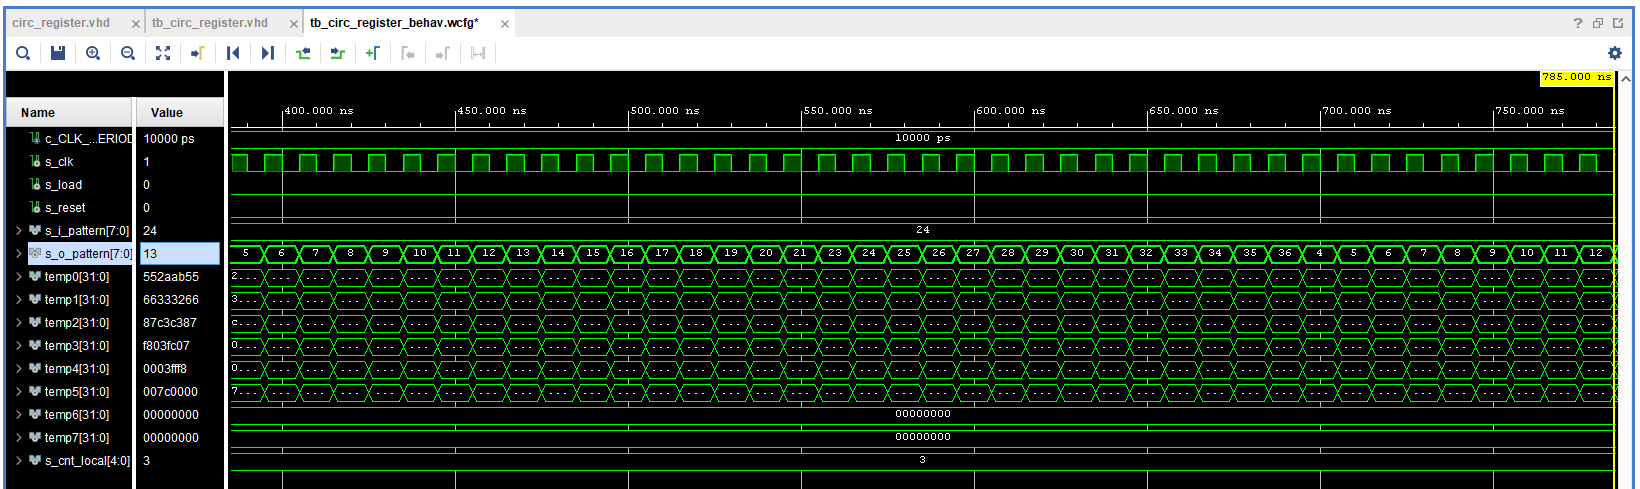 circ_register.vhd × tb_circ_register.vhd × tb_circ_register_behav.wcfg* ×
785.000 ns
Name Value 400.000 ns 450.000 ns 500.000 ns 550.000 ns 600.000 ns 650.000 ns 700.000 ns 750.000 ns
c_CLK_...ERIOD 10000 ps 10000 ps
s_clk 1
s_load 0
s_reset 0
s_i_pattern[7:0] 24 24
s_o_pattern[7:0] 13 5 6 7 8 9 10 11 12 13 14 15 16 17 18 19 20 21 23 24 25 26 27 28 29 31 32 33 34 35 36 4 5 6 7 8 9 10 11 12
temp0[31:0] 552aab55 2... ... ... ... ... ... ... ... ... ... ... ... ... ... ... ... ... ... ... ... ... ... ... ... ... ... ... ... ... ... ... ... ... ... ... ... ... ... ...
temp1[31:0] 66333266 3... ... ... ... ... ... ... ... ... ... ... ... ... ... ... ... ... ... ... ... ... ... ... ... ... ... ... ... ... ... ... ... ... ... ... ... ... ... ...
temp2[31:0] 87c3c387 c... ... ... ... ... ... ... ... ... ... ... ... ... ... ... ... ... ... ... ... ... ... ... ... ... ... ... ... ... ... ... ... ... ... ... ... ... ... ...
temp3[31:0] f803fc07 0... ... ... ... ... ... ... ... ... ... ... ... ... ... ... ... ... ... ... ... ... ... ... ... ... ... ... ... ... ... ... ... ... ... ... ... ... ... ...
temp4[31:0] 0003fff8 0... ... ... ... ... ... ... ... ... ... ... ... ... ... ... ... ... ... ... ... ... ... ... ... ... ... ... ... ... ... ... ... ... ... ... ... ... ... ...
temp5[31:0] 007c0000 7... ... ... ... ... ... ... ... ... ... ... ... ... ... ... ... ... ... ... ... ... ... ... ... ... ... ... ... ... ... ... ... ... ... ... ... ... ... ...
temp6[31:0] 00000000 00000000
temp7[31:0] 00000000 00000000
s_cnt_local[4:0] 3 3